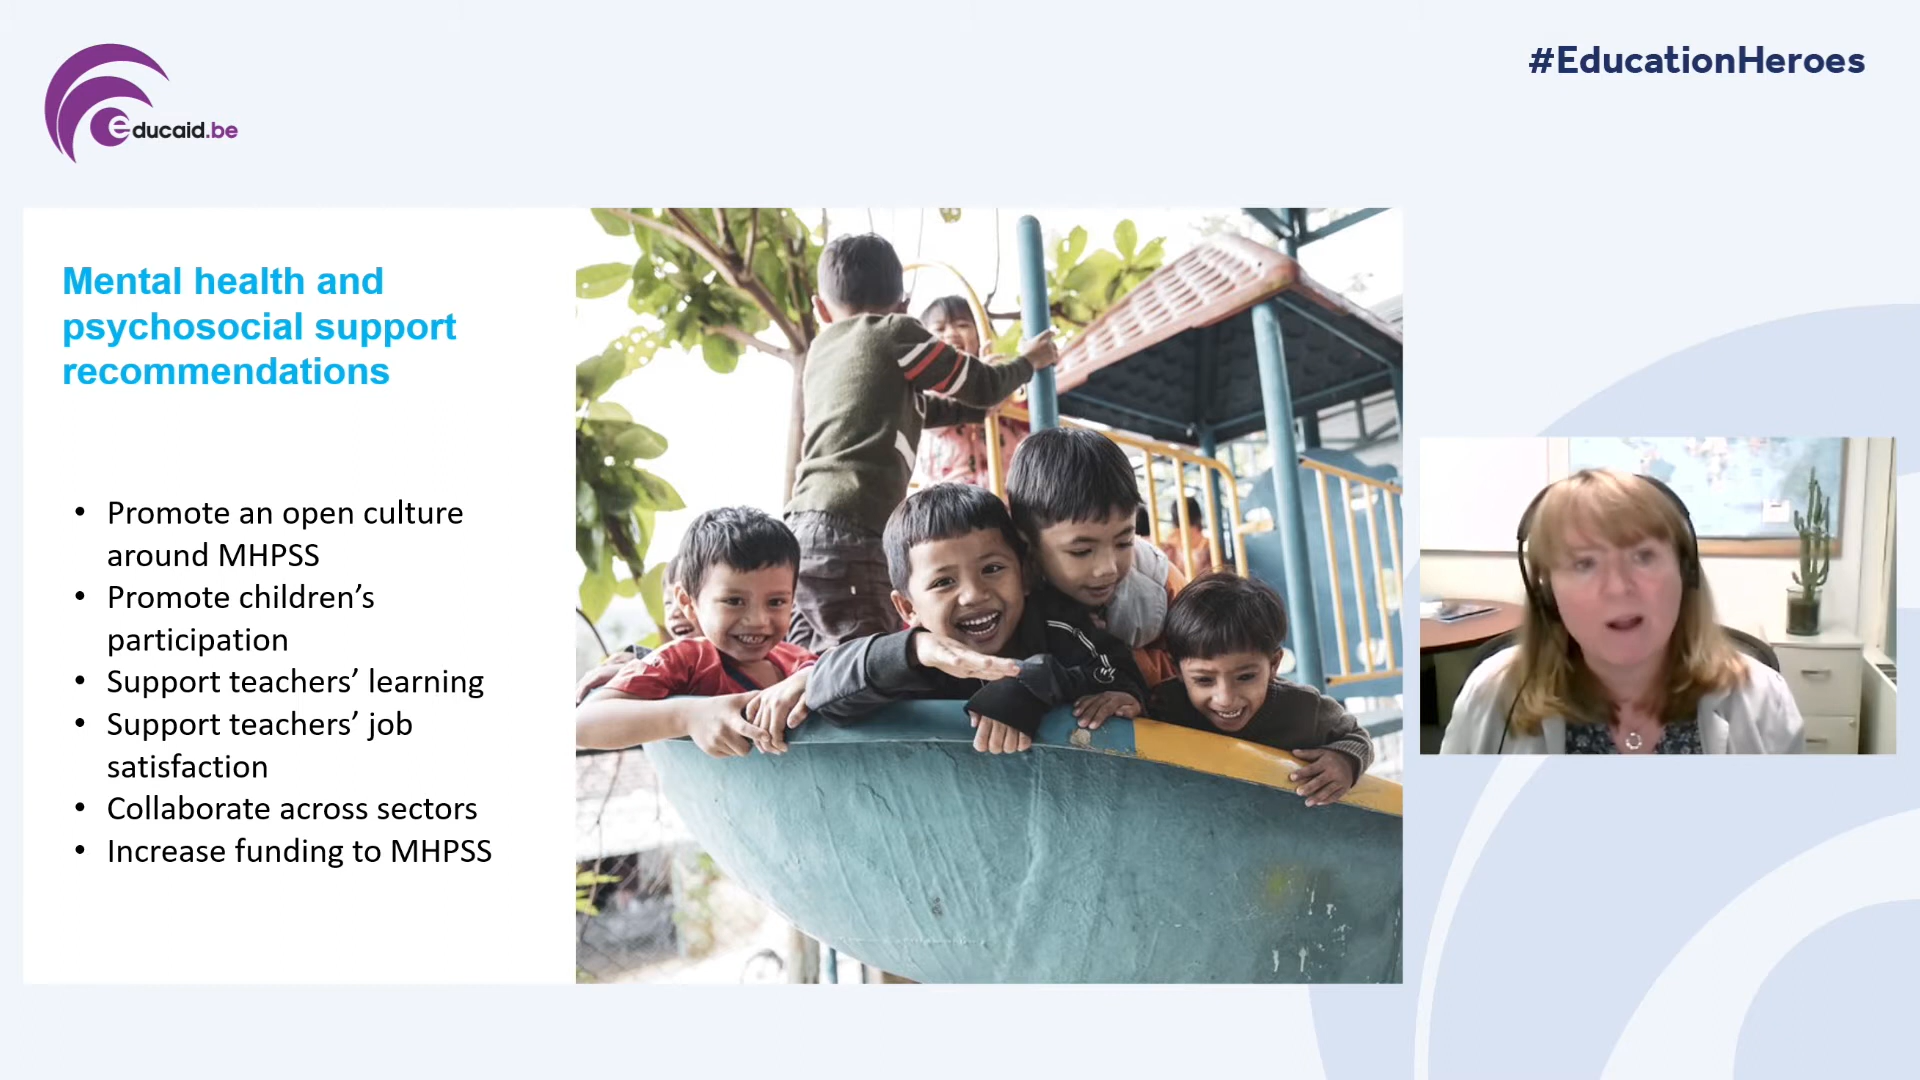 educaid.be
#EducationHeroes
Mental health and
psychosocial support
recommendations
• Promote an open culture
around MHPSS
• Promote children’s
participation
• Support teachers’ learning
• Support teachers’ job
satisfaction
• Collaborate across sectors
• Increase funding to MHPSS